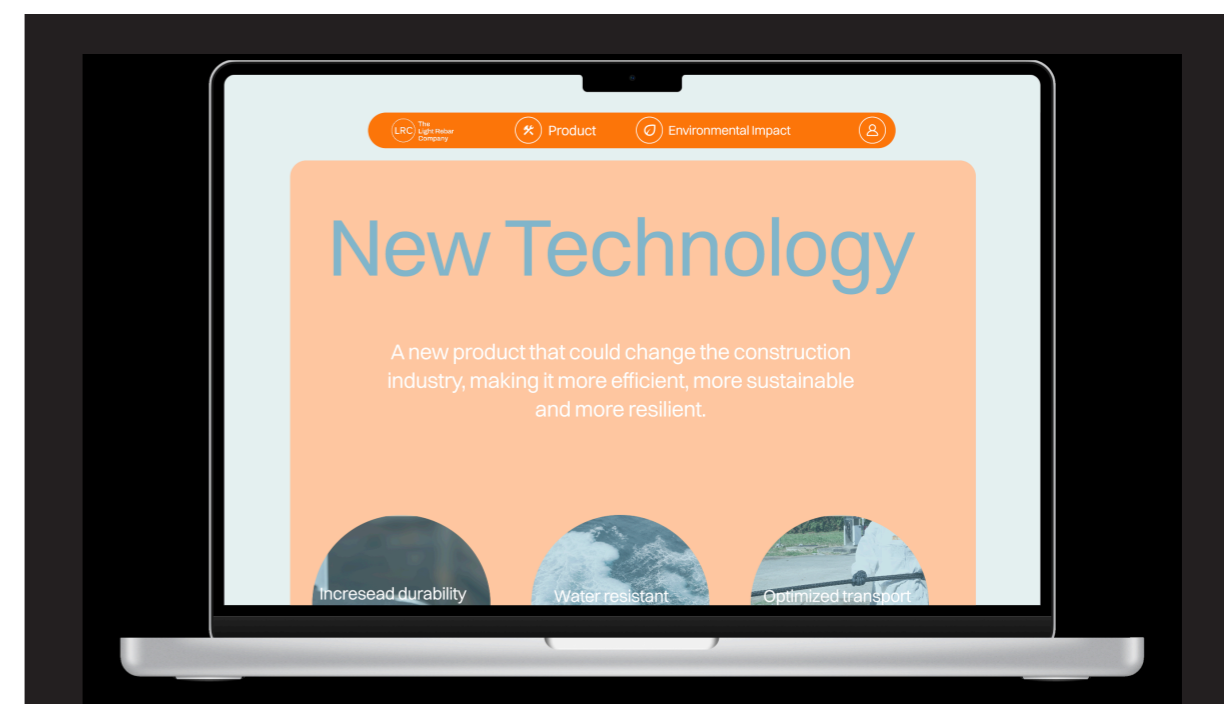 LRC
The
Light Rebar
Company
Product
Environmental Impact
New Technology
A new product that could change the construction
industry, making it more efficient, more sustainable
and more resilient.
Incresead durability
Water resistant
Optimized transport